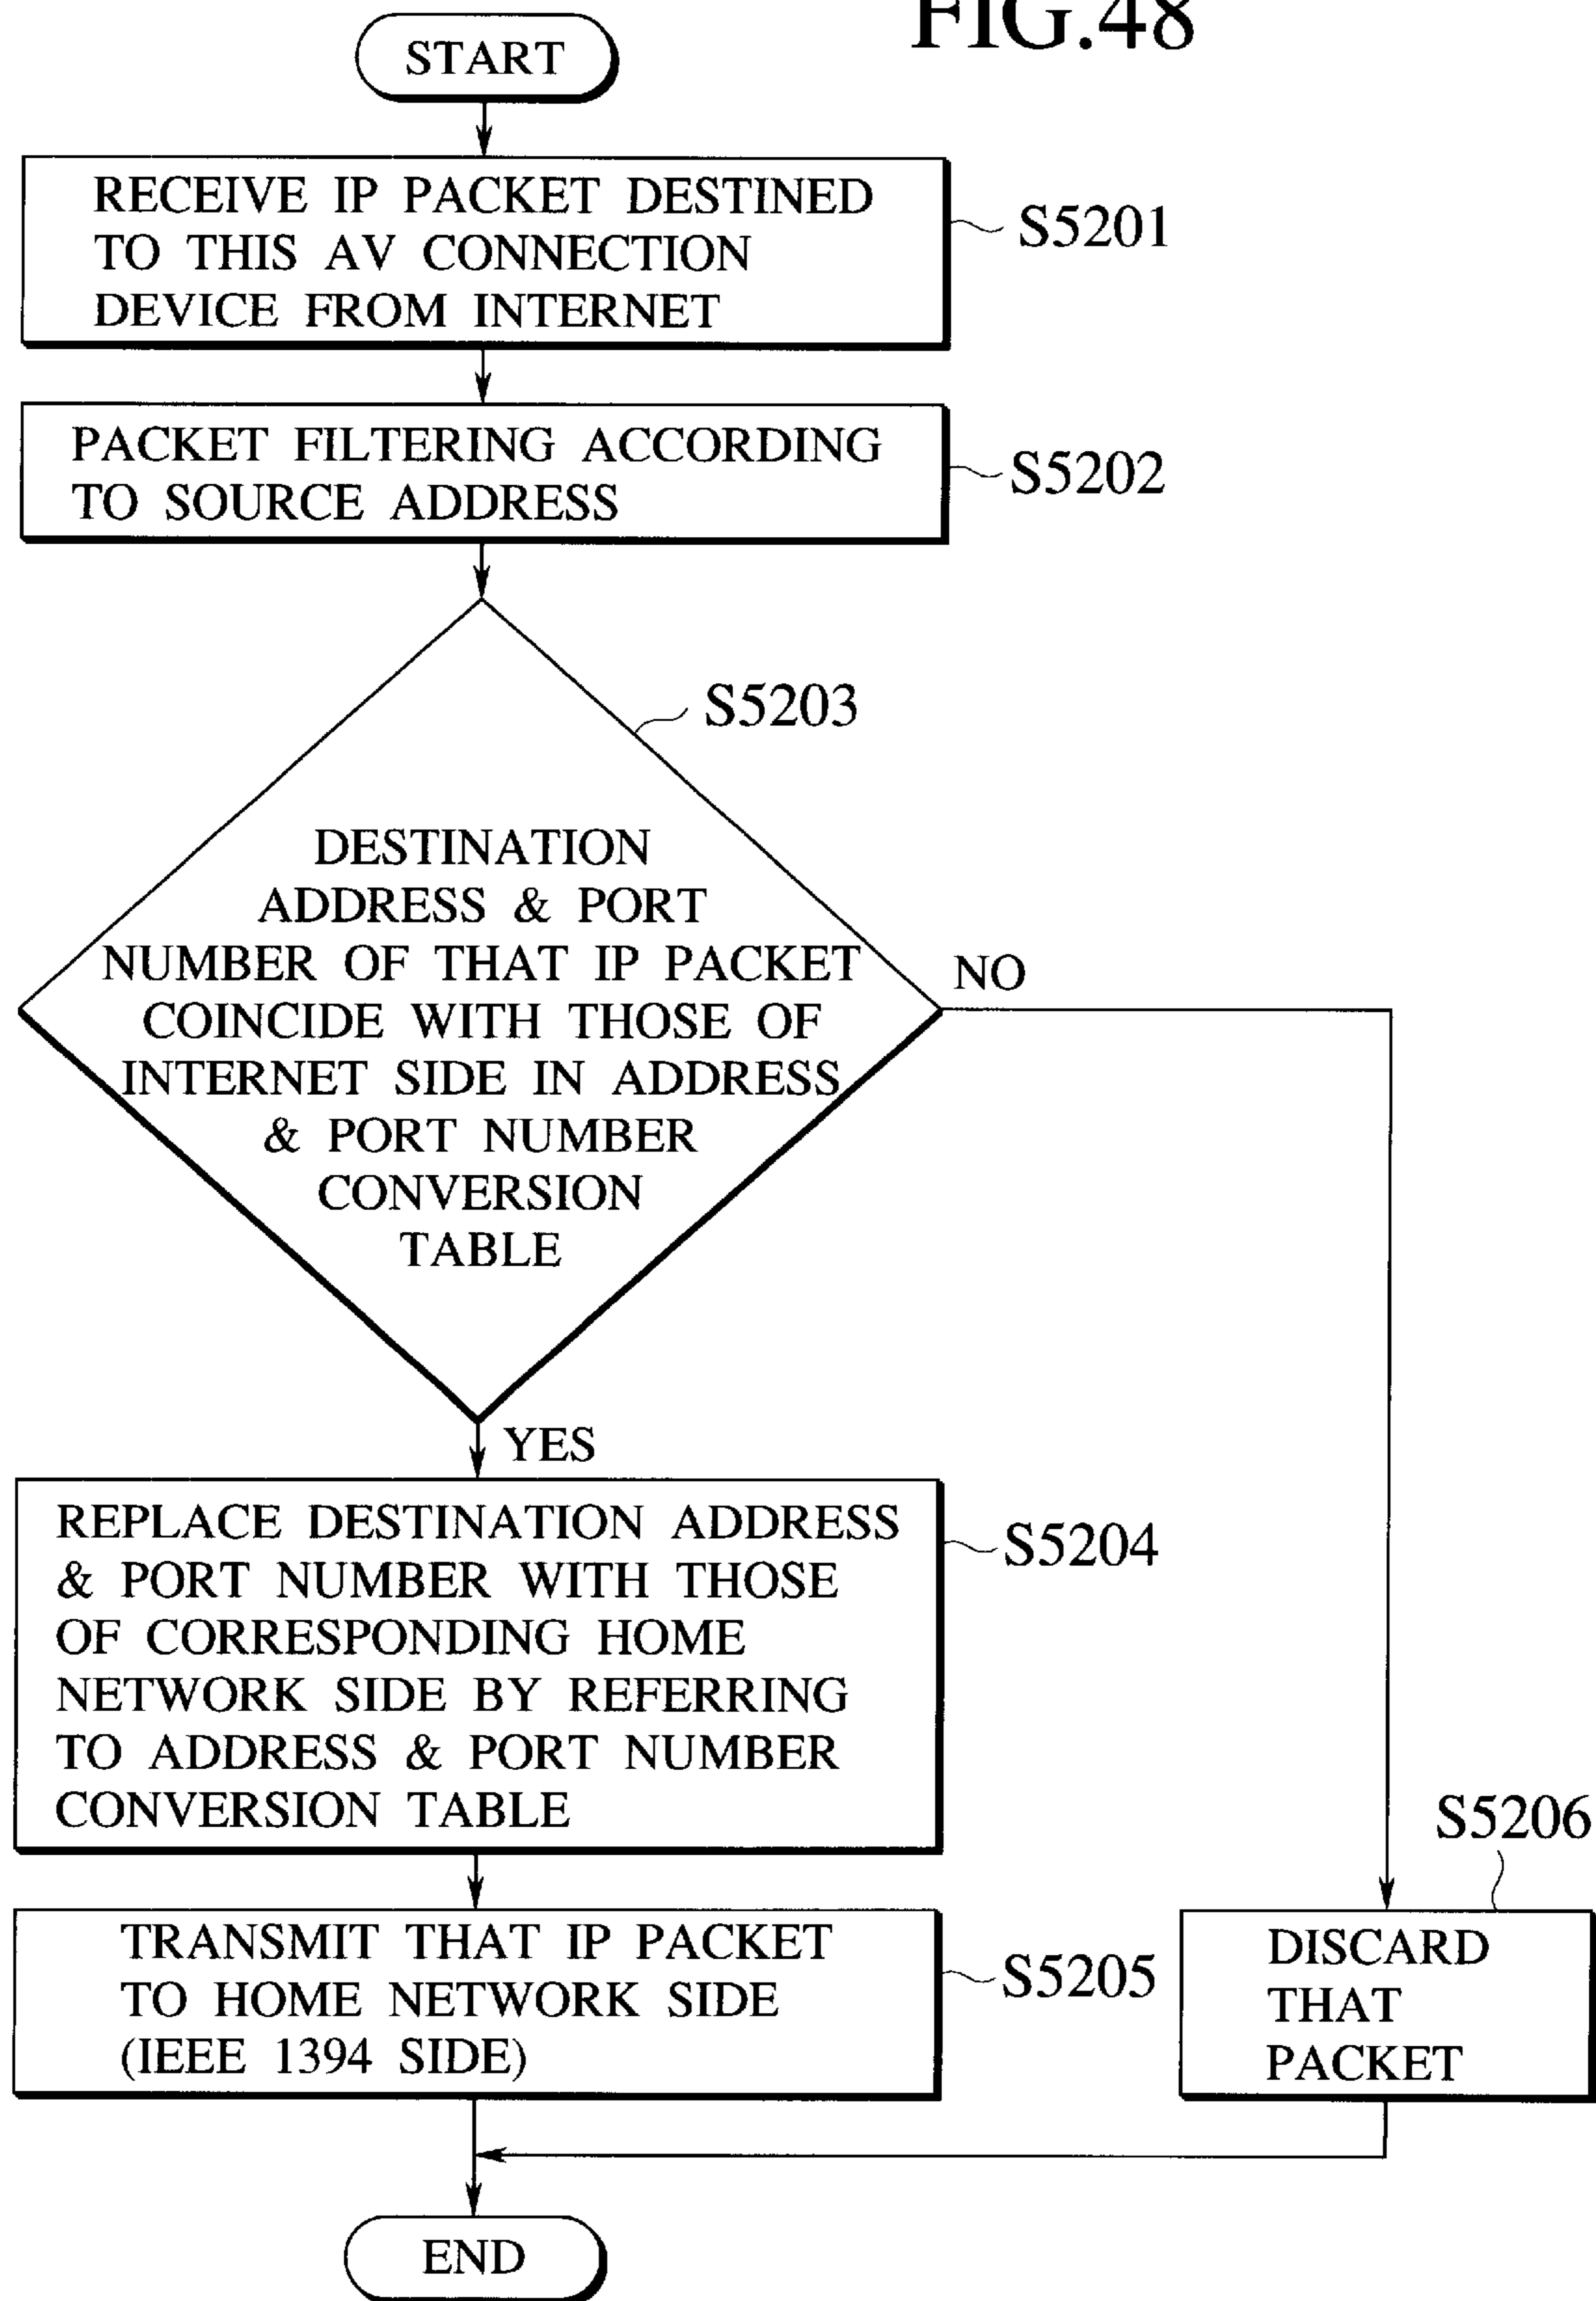 FIG.48
START
RECEIVE IP PACKET DESTINED
TO THIS AV CONNECTION
DEVICE FROM INTERNET
S5201
PACKET FILTERING ACCORDING
TO SOURCE ADDRESS
S5202
S5203
DESTINATION
ADDRESS & PORT
NUMBER OF THAT IP PACKET
COINCIDE WITH THOSE OF
INTERNET SIDE IN ADDRESS
& PORT NUMBER
CONVERSION
TABLE
NO
YES
REPLACE DESTINATION ADDRESS
& PORT NUMBER WITH THOSE
OF CORRESPONDING HOME
NETWORK SIDE BY REFERRING
TO ADDRESS & PORT NUMBER
CONVERSION TABLE
S5204
S5206
TRANSMIT THAT IP PACKET
TO HOME NETWORK SIDE
(IEEE 1394 SIDE)
S5205
DISCARD
THAT
PACKET
END